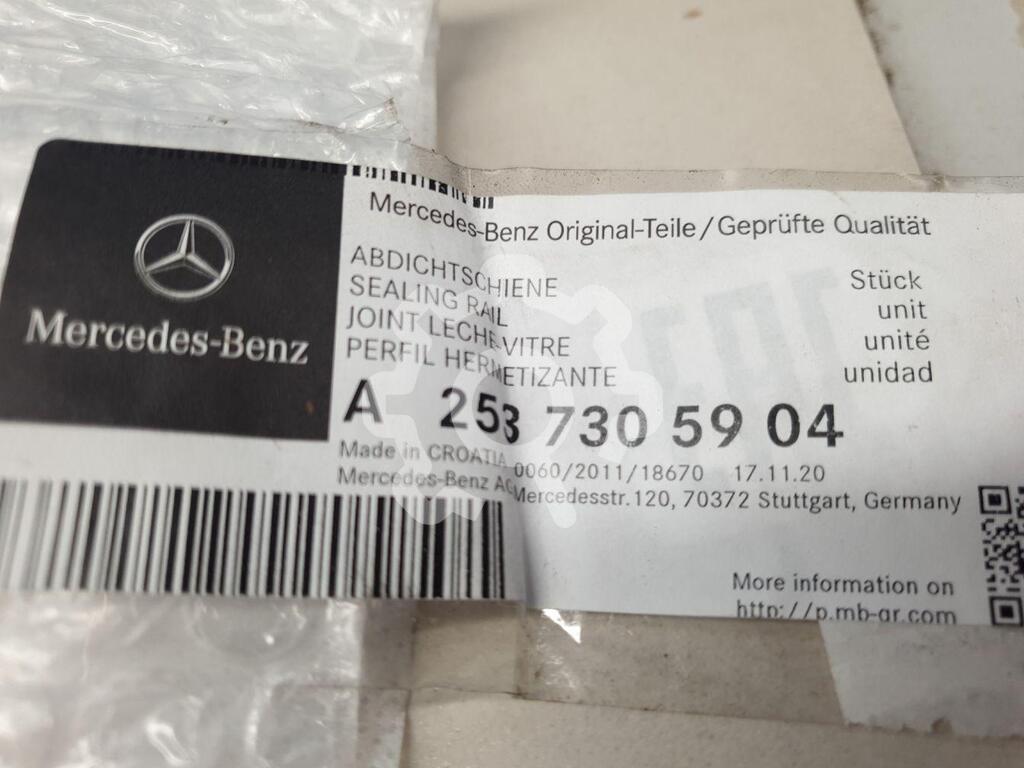 Mercedes-Benz
Mercedes-Benz Original-Teile/Geprüfte Qualität
ABDICHTSCHIENE
SEALING RAIL
JOINT LECHE-VITRE
PERFIL HERMETIZANTE
Stück
unit
unité
unidad
A 253 730 59 04
Made in CROATIA 0060/2011/18670 17.11.20
Mercedes-Benz AG Mercedesstr.120, 70372 Stuttgart, Germany
More information on
http://p.mb-qr.com